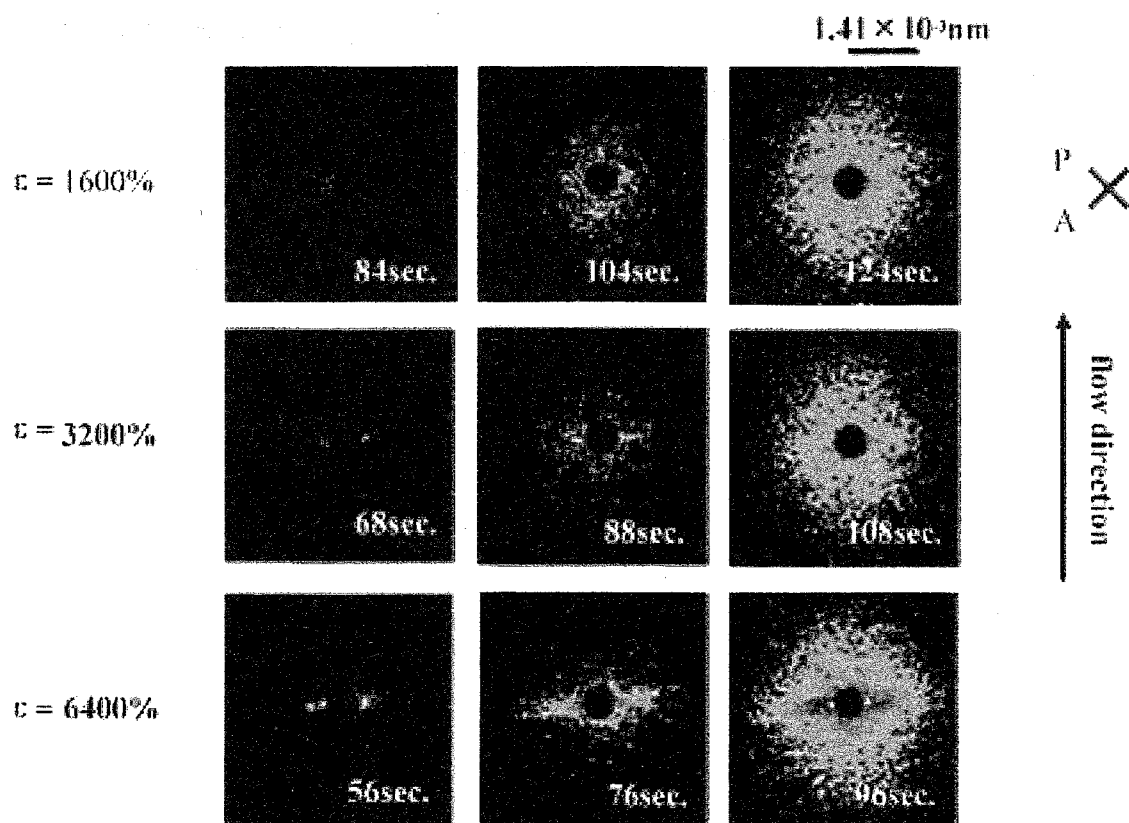 1.41 × 10⁻³nm
ε = 1600%
84sec.
104sec.
124sec.
P
A
ε = 3200%
68sec.
88sec.
108sec.
flow direction
ε = 6400%
56sec.
76sec.
96sec.